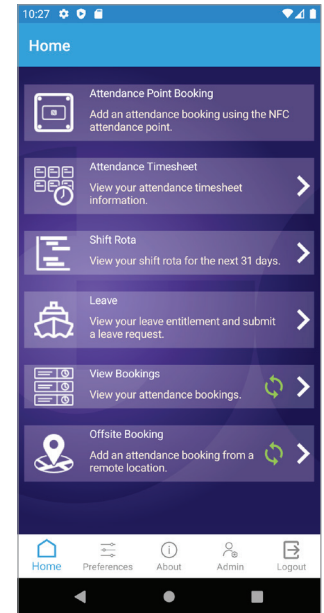 10:27
Home
Attendance Point Booking
Add an attendance booking using the NFC
attendance point.
Attendance Timesheet
View your attendance timesheet
information.
Shift Rota
View your shift rota for the next 31 days.
Leave
View your leave entitlement and submit
a leave request.
View Bookings
View your attendance bookings.
Offsite Booking
Add an attendance booking from a
remote location.
Home Preferences About Admin Logout